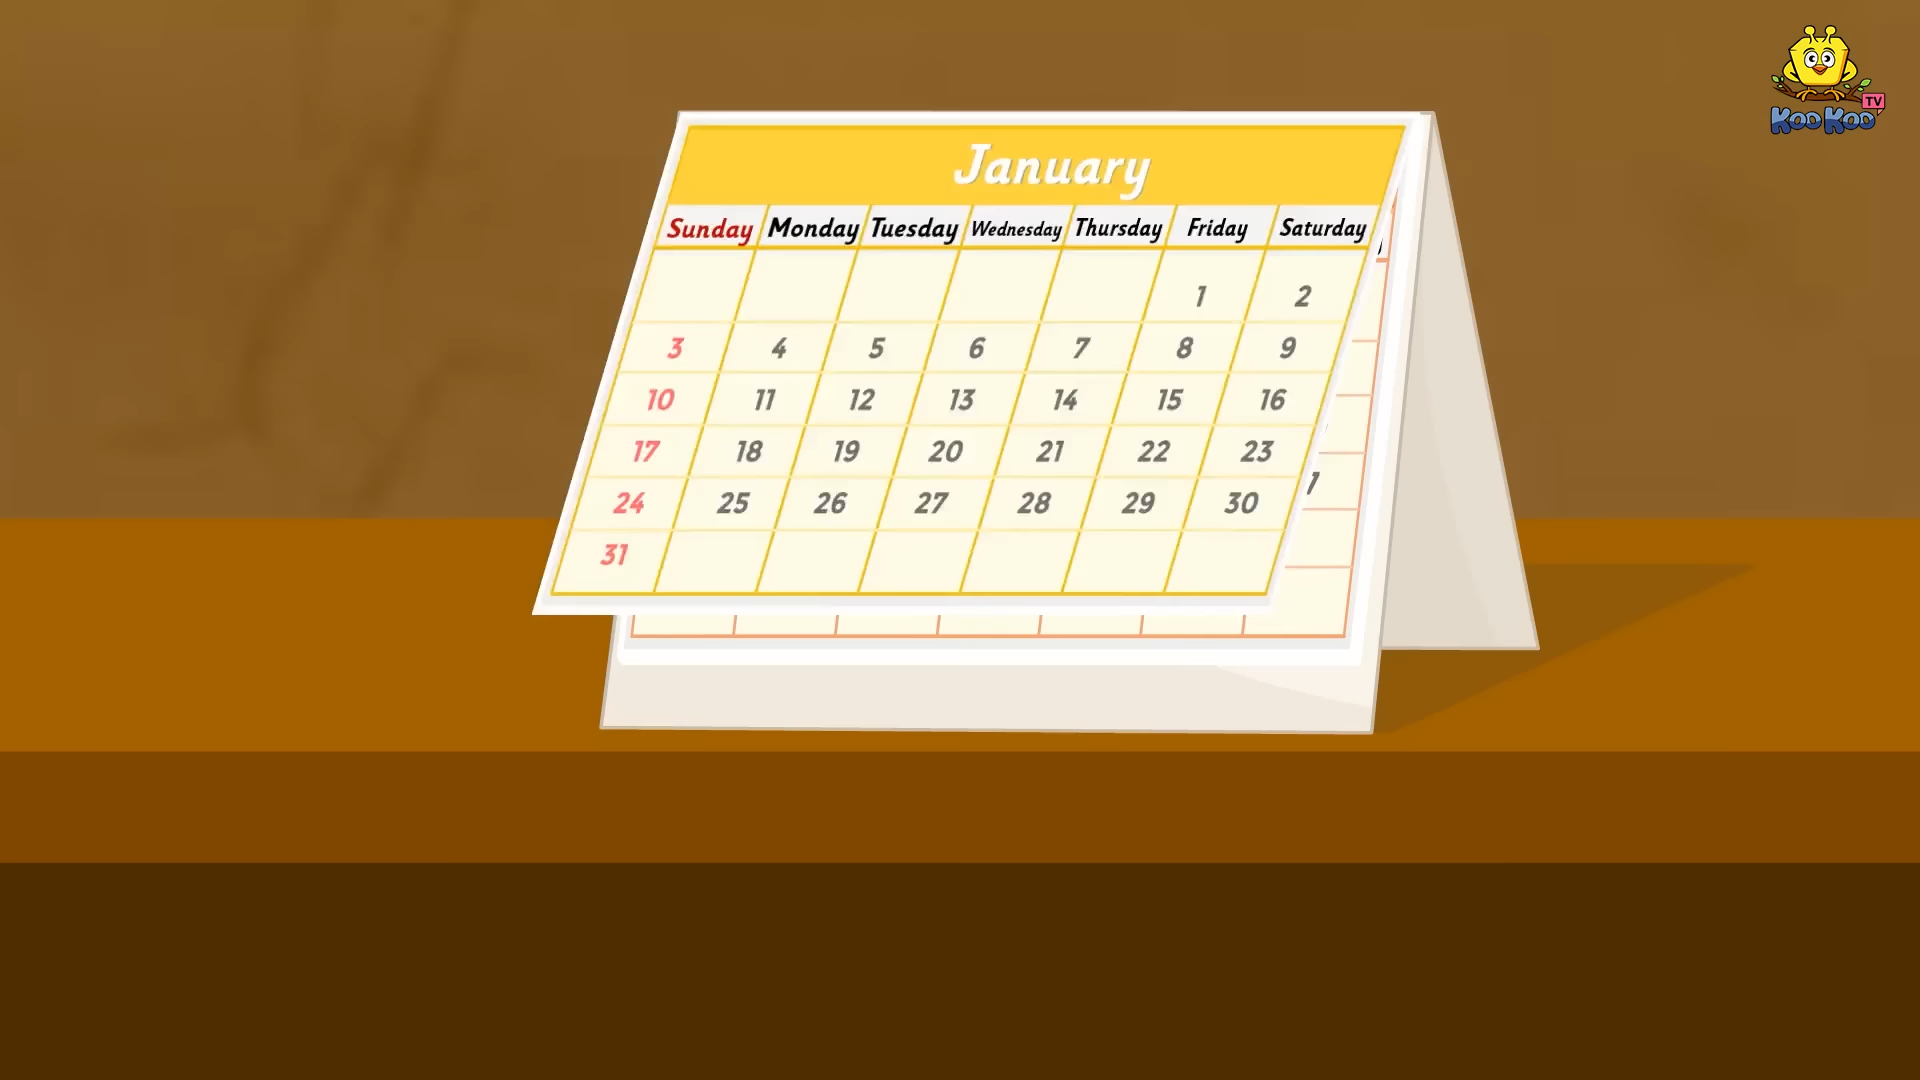 TV
KooKoo
January
Sunday Monday Tuesday Wednesday Thursday Friday Saturday
1 2
3 4 5 6 7 8 9
10 11 12 13 14 15 16
17 18 19 20 21 22 23
24 25 26 27 28 29 30
31